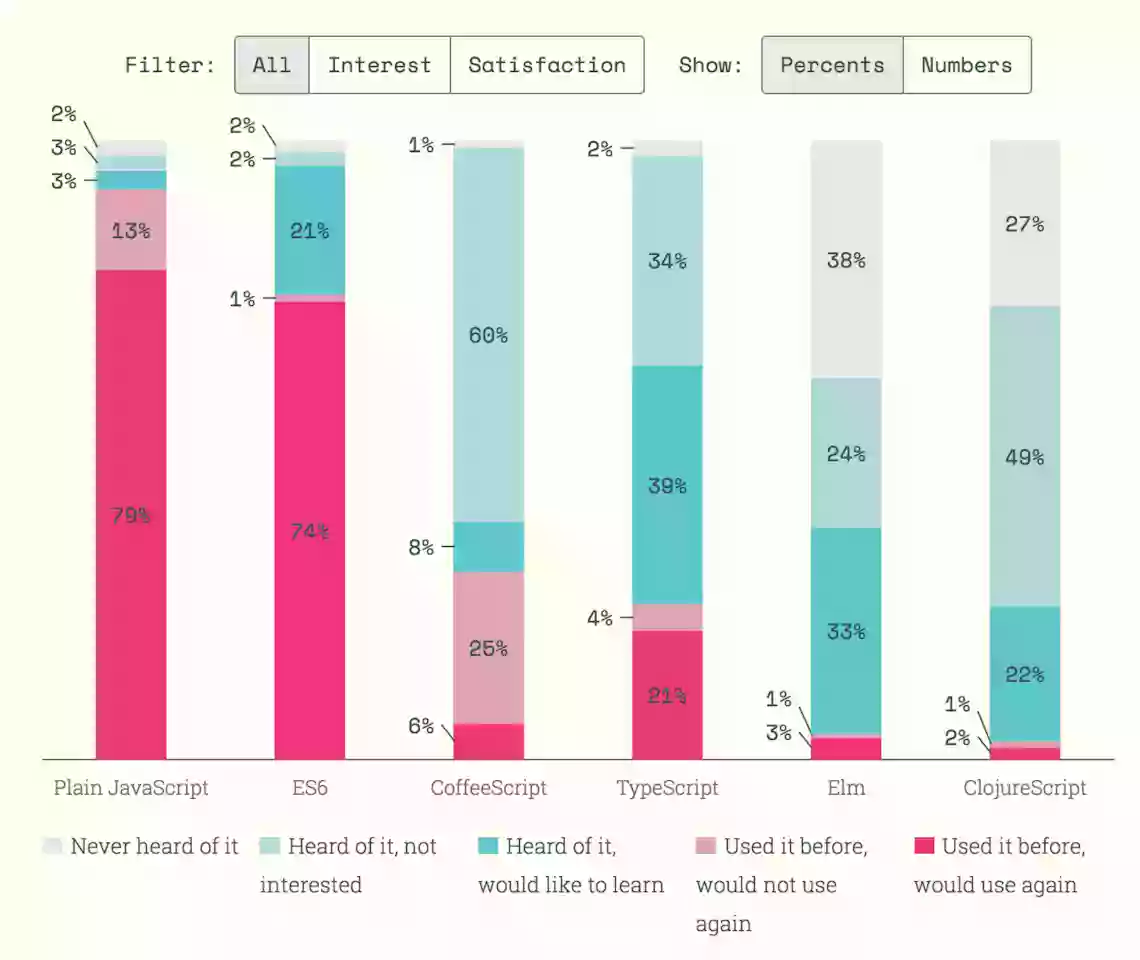 Filter: All Interest Satisfaction Show: Percents Numbers
2%
3%
3%
13%
79%
2%
2%
21%
1%
74%
1%
60%
8%
25%
6%
2%
34%
39%
4%
21%
38%
24%
33%
1%
3%
27%
49%
22%
1%
2%
Plain JavaScript ES6 CoffeeScript TypeScript Elm ClojureScript
Never heard of it
Heard of it, not
interested
Heard of it,
would like to learn
Used it before,
would not use
again
Used it before,
would use again